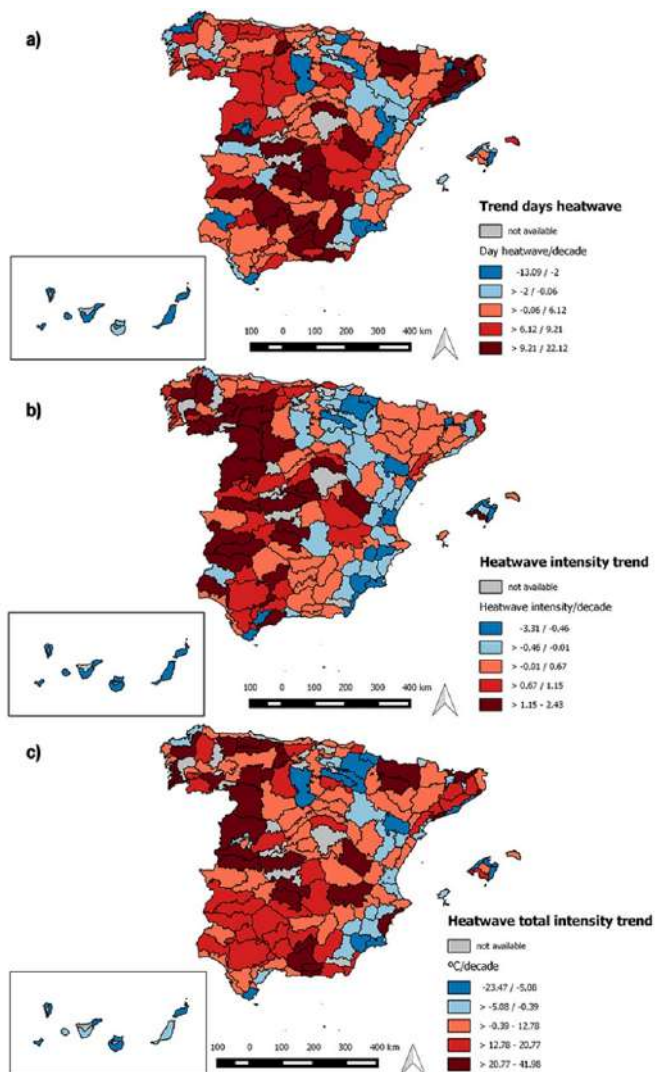 a)
Trend days heatwave
not available
Day heatwave/decade
-13.09 / -2
> -2 / -0.06
> -0.06 / 6.12
> 6.12 / 9.21
> 9.21 / 22.12
100 0 100 200 300 400 km
b)
Heatwave intensity trend
not available
Heatwave intensity/decade
-3.31 / -0.46
> -0.46 / -0.01
> -0.01 / 0.67
> 0.67 / 1.15
> 1.15 - 2.43
100 0 100 200 300 400 km
c)
Heatwave total intensity trend
not available
ºC/decade
-23.47 / -5.08
> -5.08 / -0.39
> -0.39 - 12.78
> 12.78 - 20.77
> 20.77 - 41.98
100 0 100 200 300 400 km